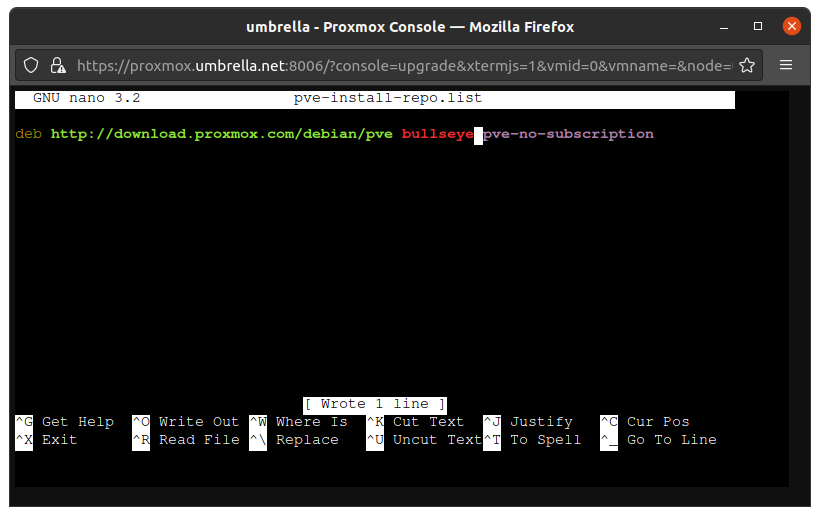 umbrella - Proxmox Console — Mozilla Firefox
https://proxmox.umbrella.net:8006/?console=upgrade&xtermjs=1&vmid=0&vmname=&node=
GNU nano 3.2 pve-install-repo.list
deb http://download.proxmox.com/debian/pve bullseye pve-no-subscription
[ Wrote 1 line ]
^G Get Help ^O Write Out ^W Where Is ^K Cut Text ^J Justify ^C Cur Pos
^X Exit ^R Read File ^\ Replace ^U Uncut Text ^T To Spell ^_ Go To Line